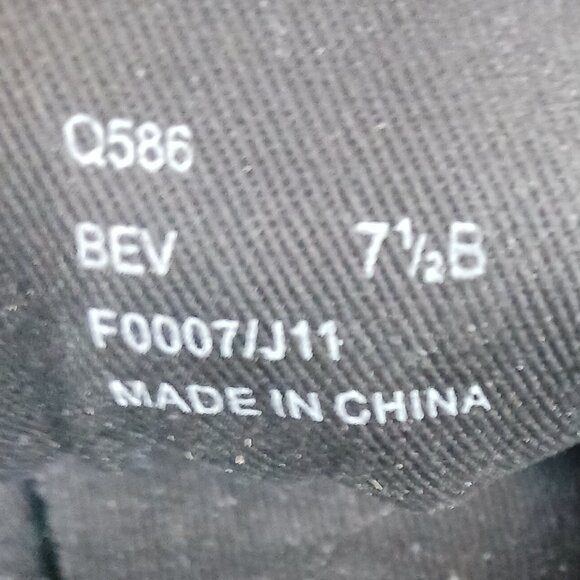 Q586
BEV 7½B
F0007/J11
MADE IN CHINA